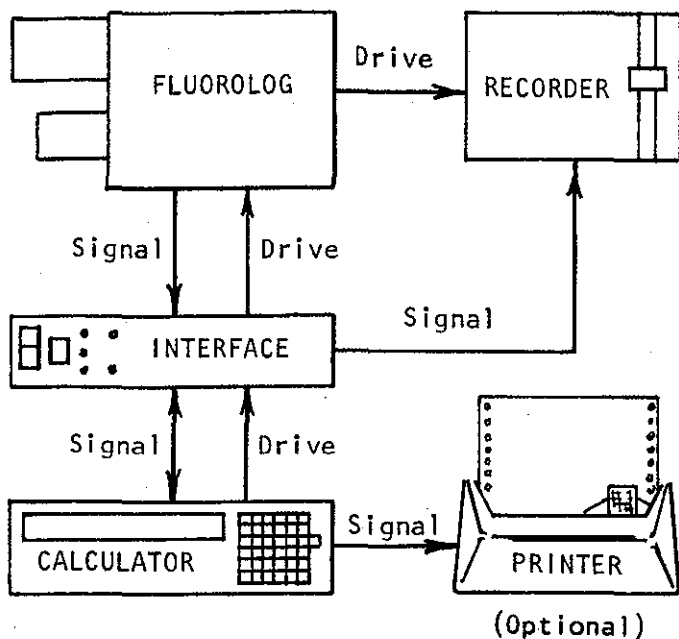 FLUOROLOG
Drive
RECORDER
Signal
Drive
INTERFACE
Signal
Signal
Drive
CALCULATOR
Signal
PRINTER
(Optional)